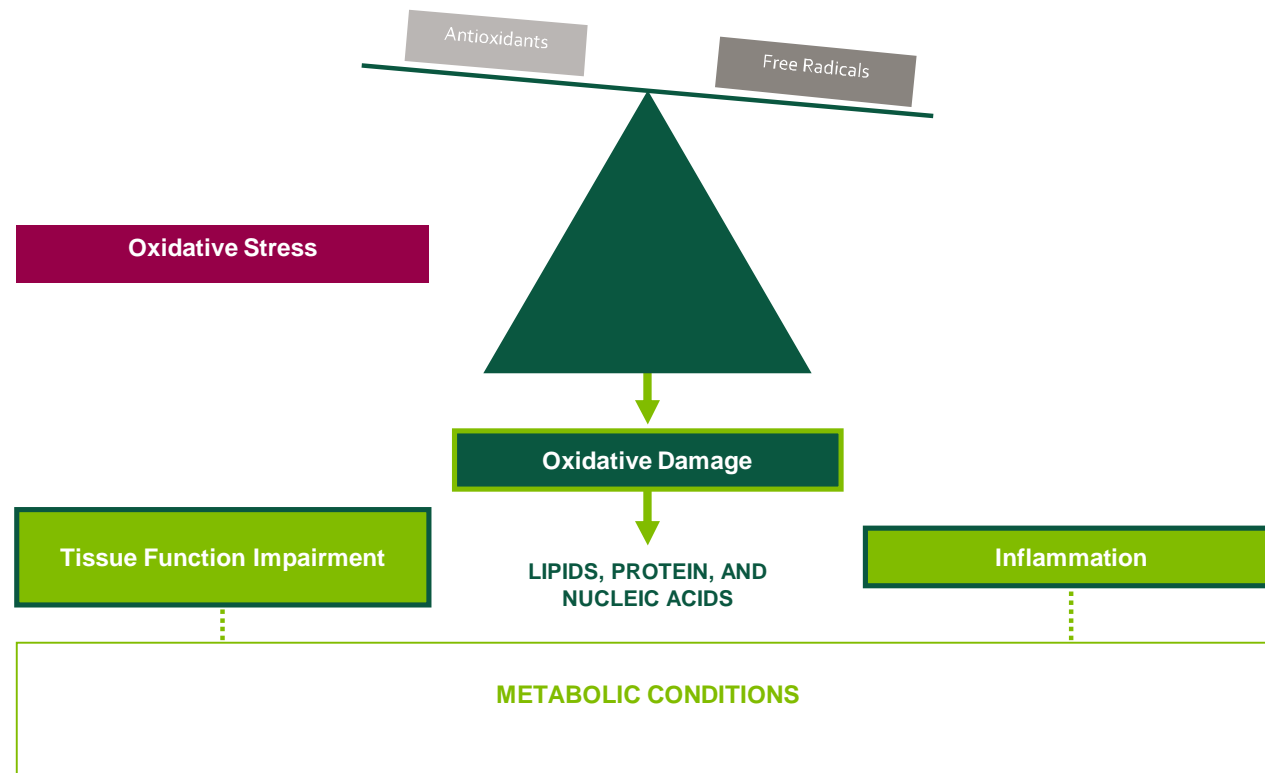 Antioxidants
Free Radicals
Oxidative Stress
Oxidative Damage
Tissue Function Impairment
LIPIDS, PROTEIN, AND
NUCLEIC ACIDS
Inflammation
METABOLIC CONDITIONS